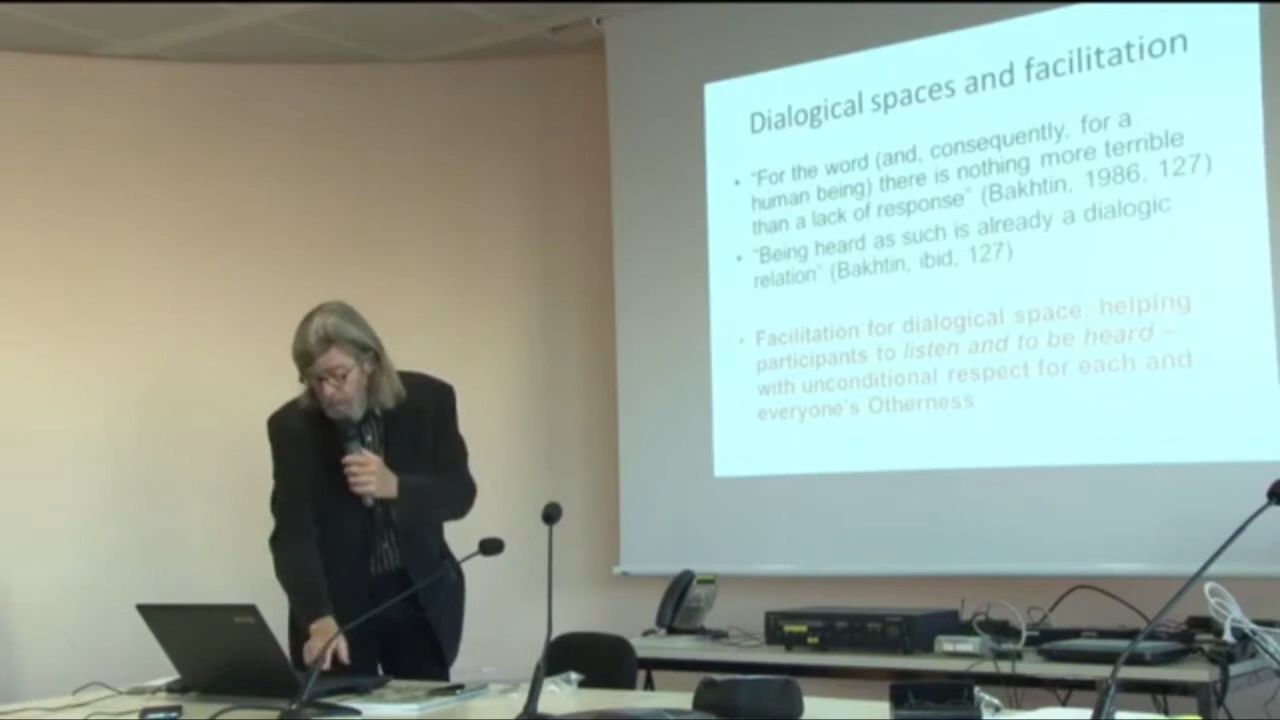 Dialogical spaces and facilitation
• “For the word (and, consequently, for a
human being) there is nothing more terrible
than a lack of response” (Bakhtin, 1986, 127)
• “Being heard as such is already a dialogic
relation” (Bakhtin, ibid, 127)
• Facilitation for dialogical space: helping
participants to listen and to be heard –
with unconditional respect for each and
everyone's Otherness